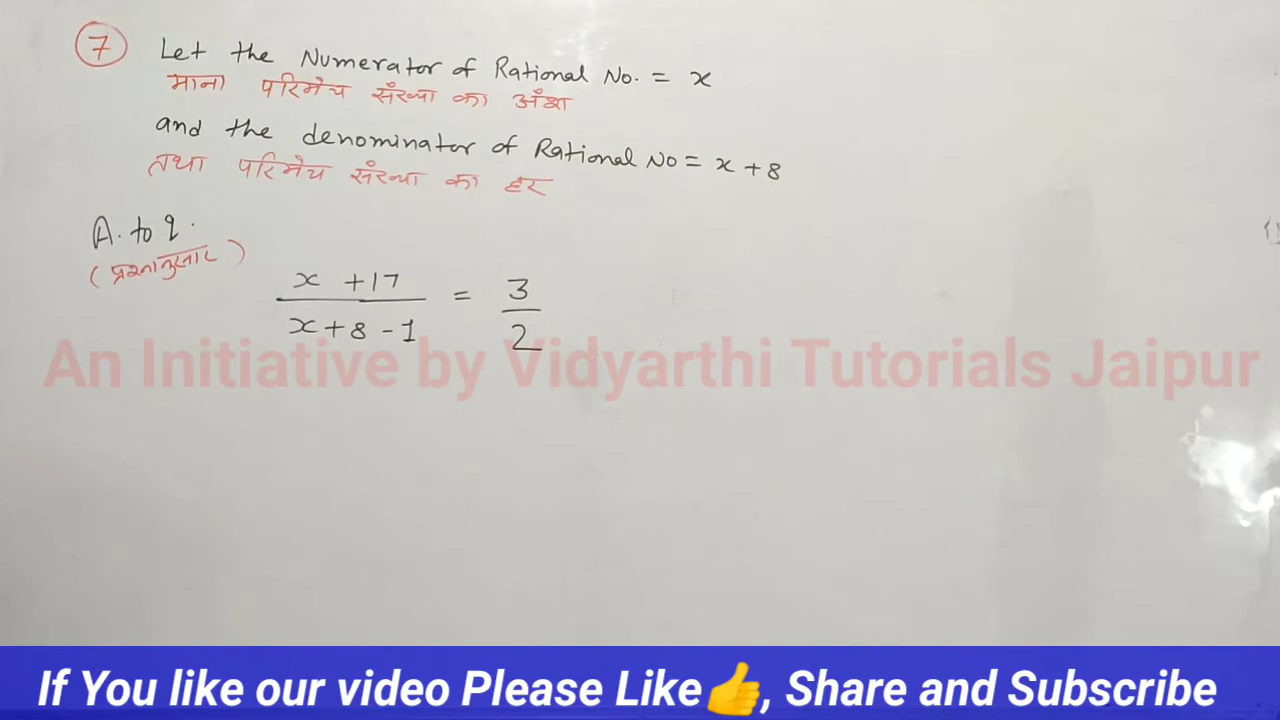 7 Let the Numerator of Rational No. = x
माना परिमेय संख्या का अंश
and the denominator of Rational No = x + 8
तथा परिमेय संख्या का हर
A. to q.
(प्रश्नानुसार)
x + 17 / x + 8 - 1 = 3 / 2
An Initiative by Vidyarthi Tutorials Jaipur
If You like our video Please Like👍, Share and Subscribe